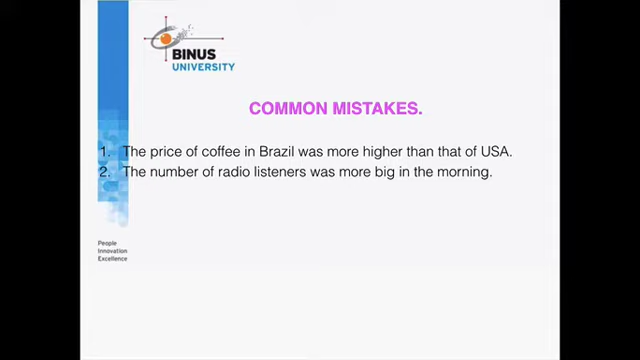 BINUS
UNIVERSITY
COMMON MISTAKES.
1. The price of coffee in Brazil was more higher than that of USA.
2. The number of radio listeners was more big in the morning.
People
Innovation
Excellence